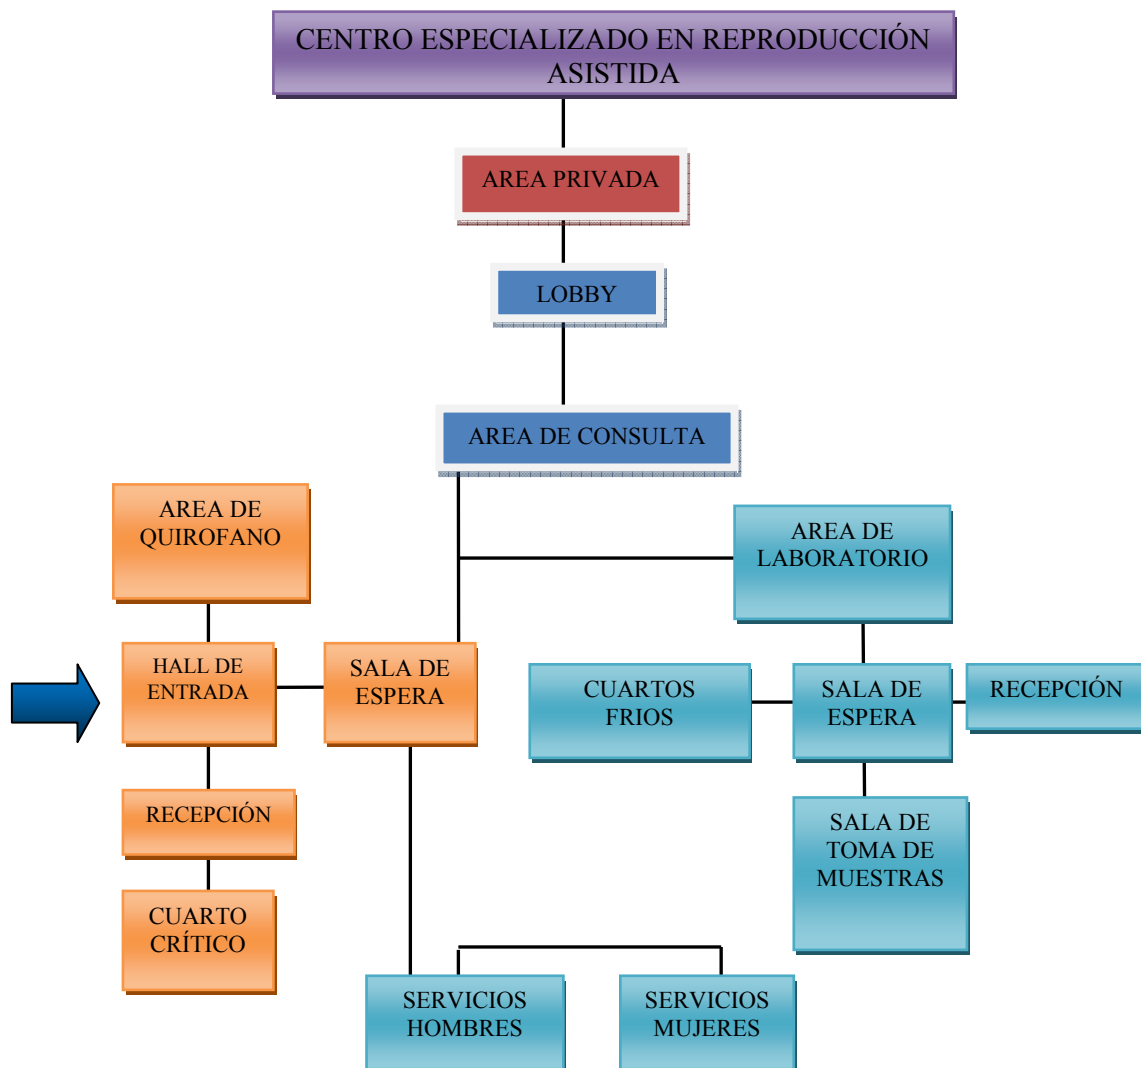 CENTRO ESPECIALIZADO EN REPRODUCCIÓN
ASISTIDA
AREA PRIVADA
LOBBY
AREA DE CONSULTA
AREA DE
QUIROFANO
AREA DE
LABORATORIO
HALL DE
ENTRADA
SALA DE
ESPERA
CUARTOS
FRIOS
SALA DE
ESPERA
RECEPCIÓN
RECEPCIÓN
SALA DE
TOMA DE
MUESTRAS
CUARTO
CRÍTICO
SERVICIOS
HOMBRES
SERVICIOS
MUJERES